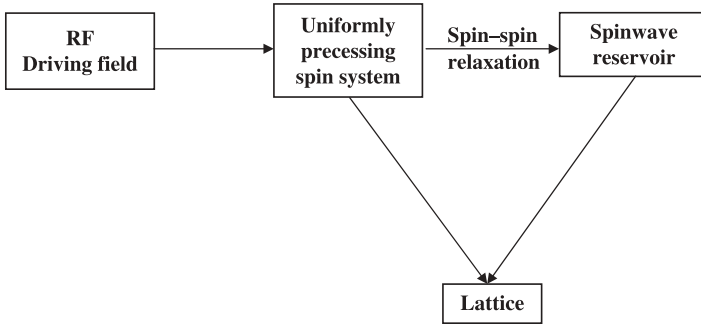 RF
Driving field
Uniformly
precessing
spin system
Spin–spin
relaxation
Spinwave
reservoir
Lattice